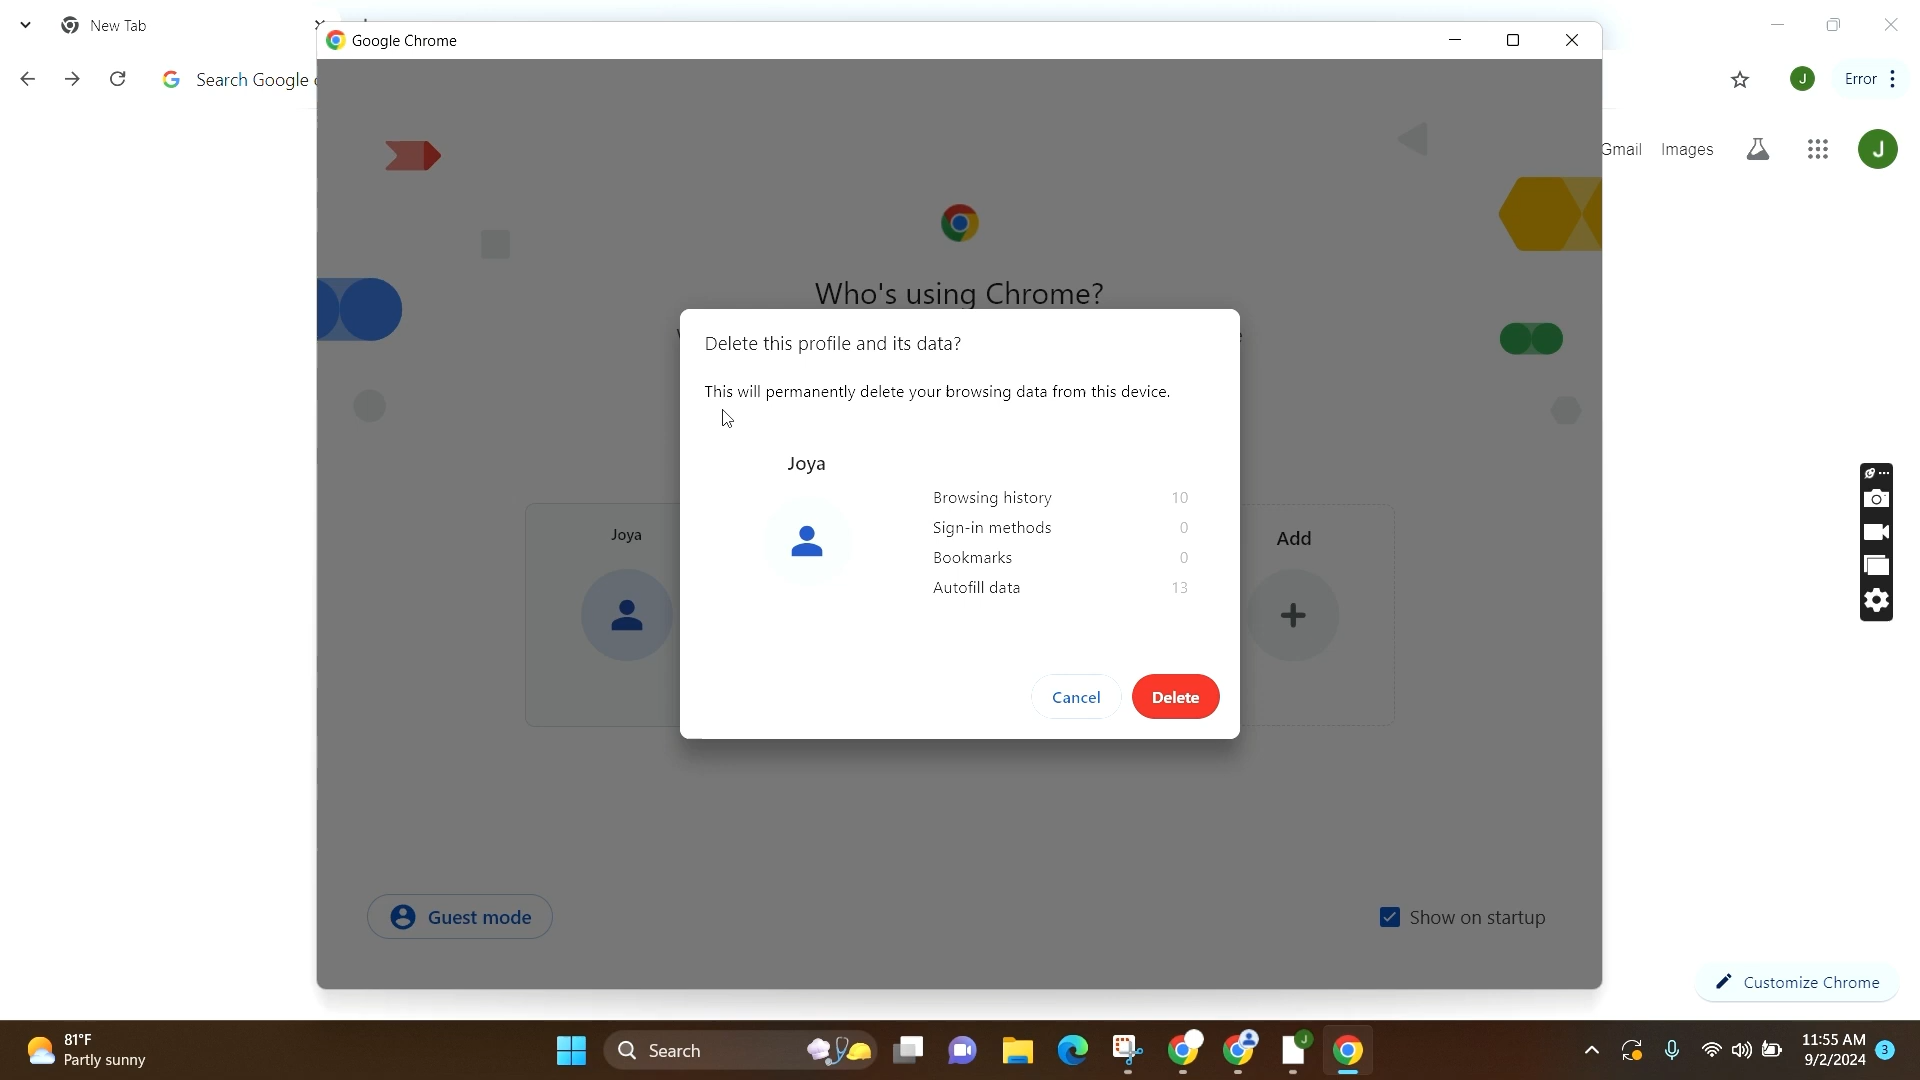 New Tab
Google Chrome
Search Google
Error
J
Gmail
Images
J
Who's using Chrome?
Delete this profile and its data?
This will permanently delete your browsing data from this device.
Joya
Browsing history 10
Sign-in methods 0
Bookmarks 0
Autofill data 13
Joya
Add
Cancel
Delete
Guest mode
Show on startup
Customize Chrome
81°F
Partly sunny
Search
J
11:55 AM
9/2/2024
3